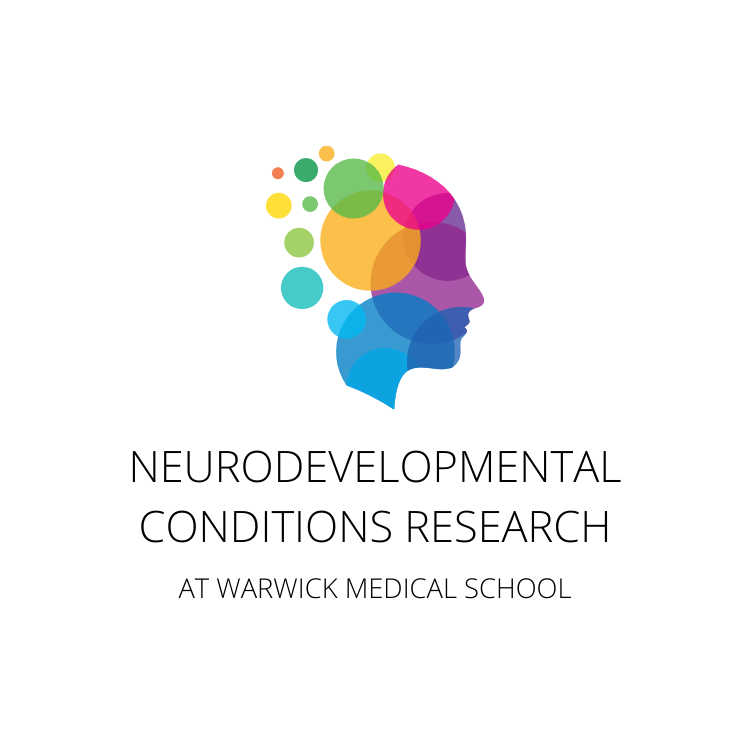 NEURODEVELOPMENTAL
CONDITIONS RESEARCH
AT WARWICK MEDICAL SCHOOL